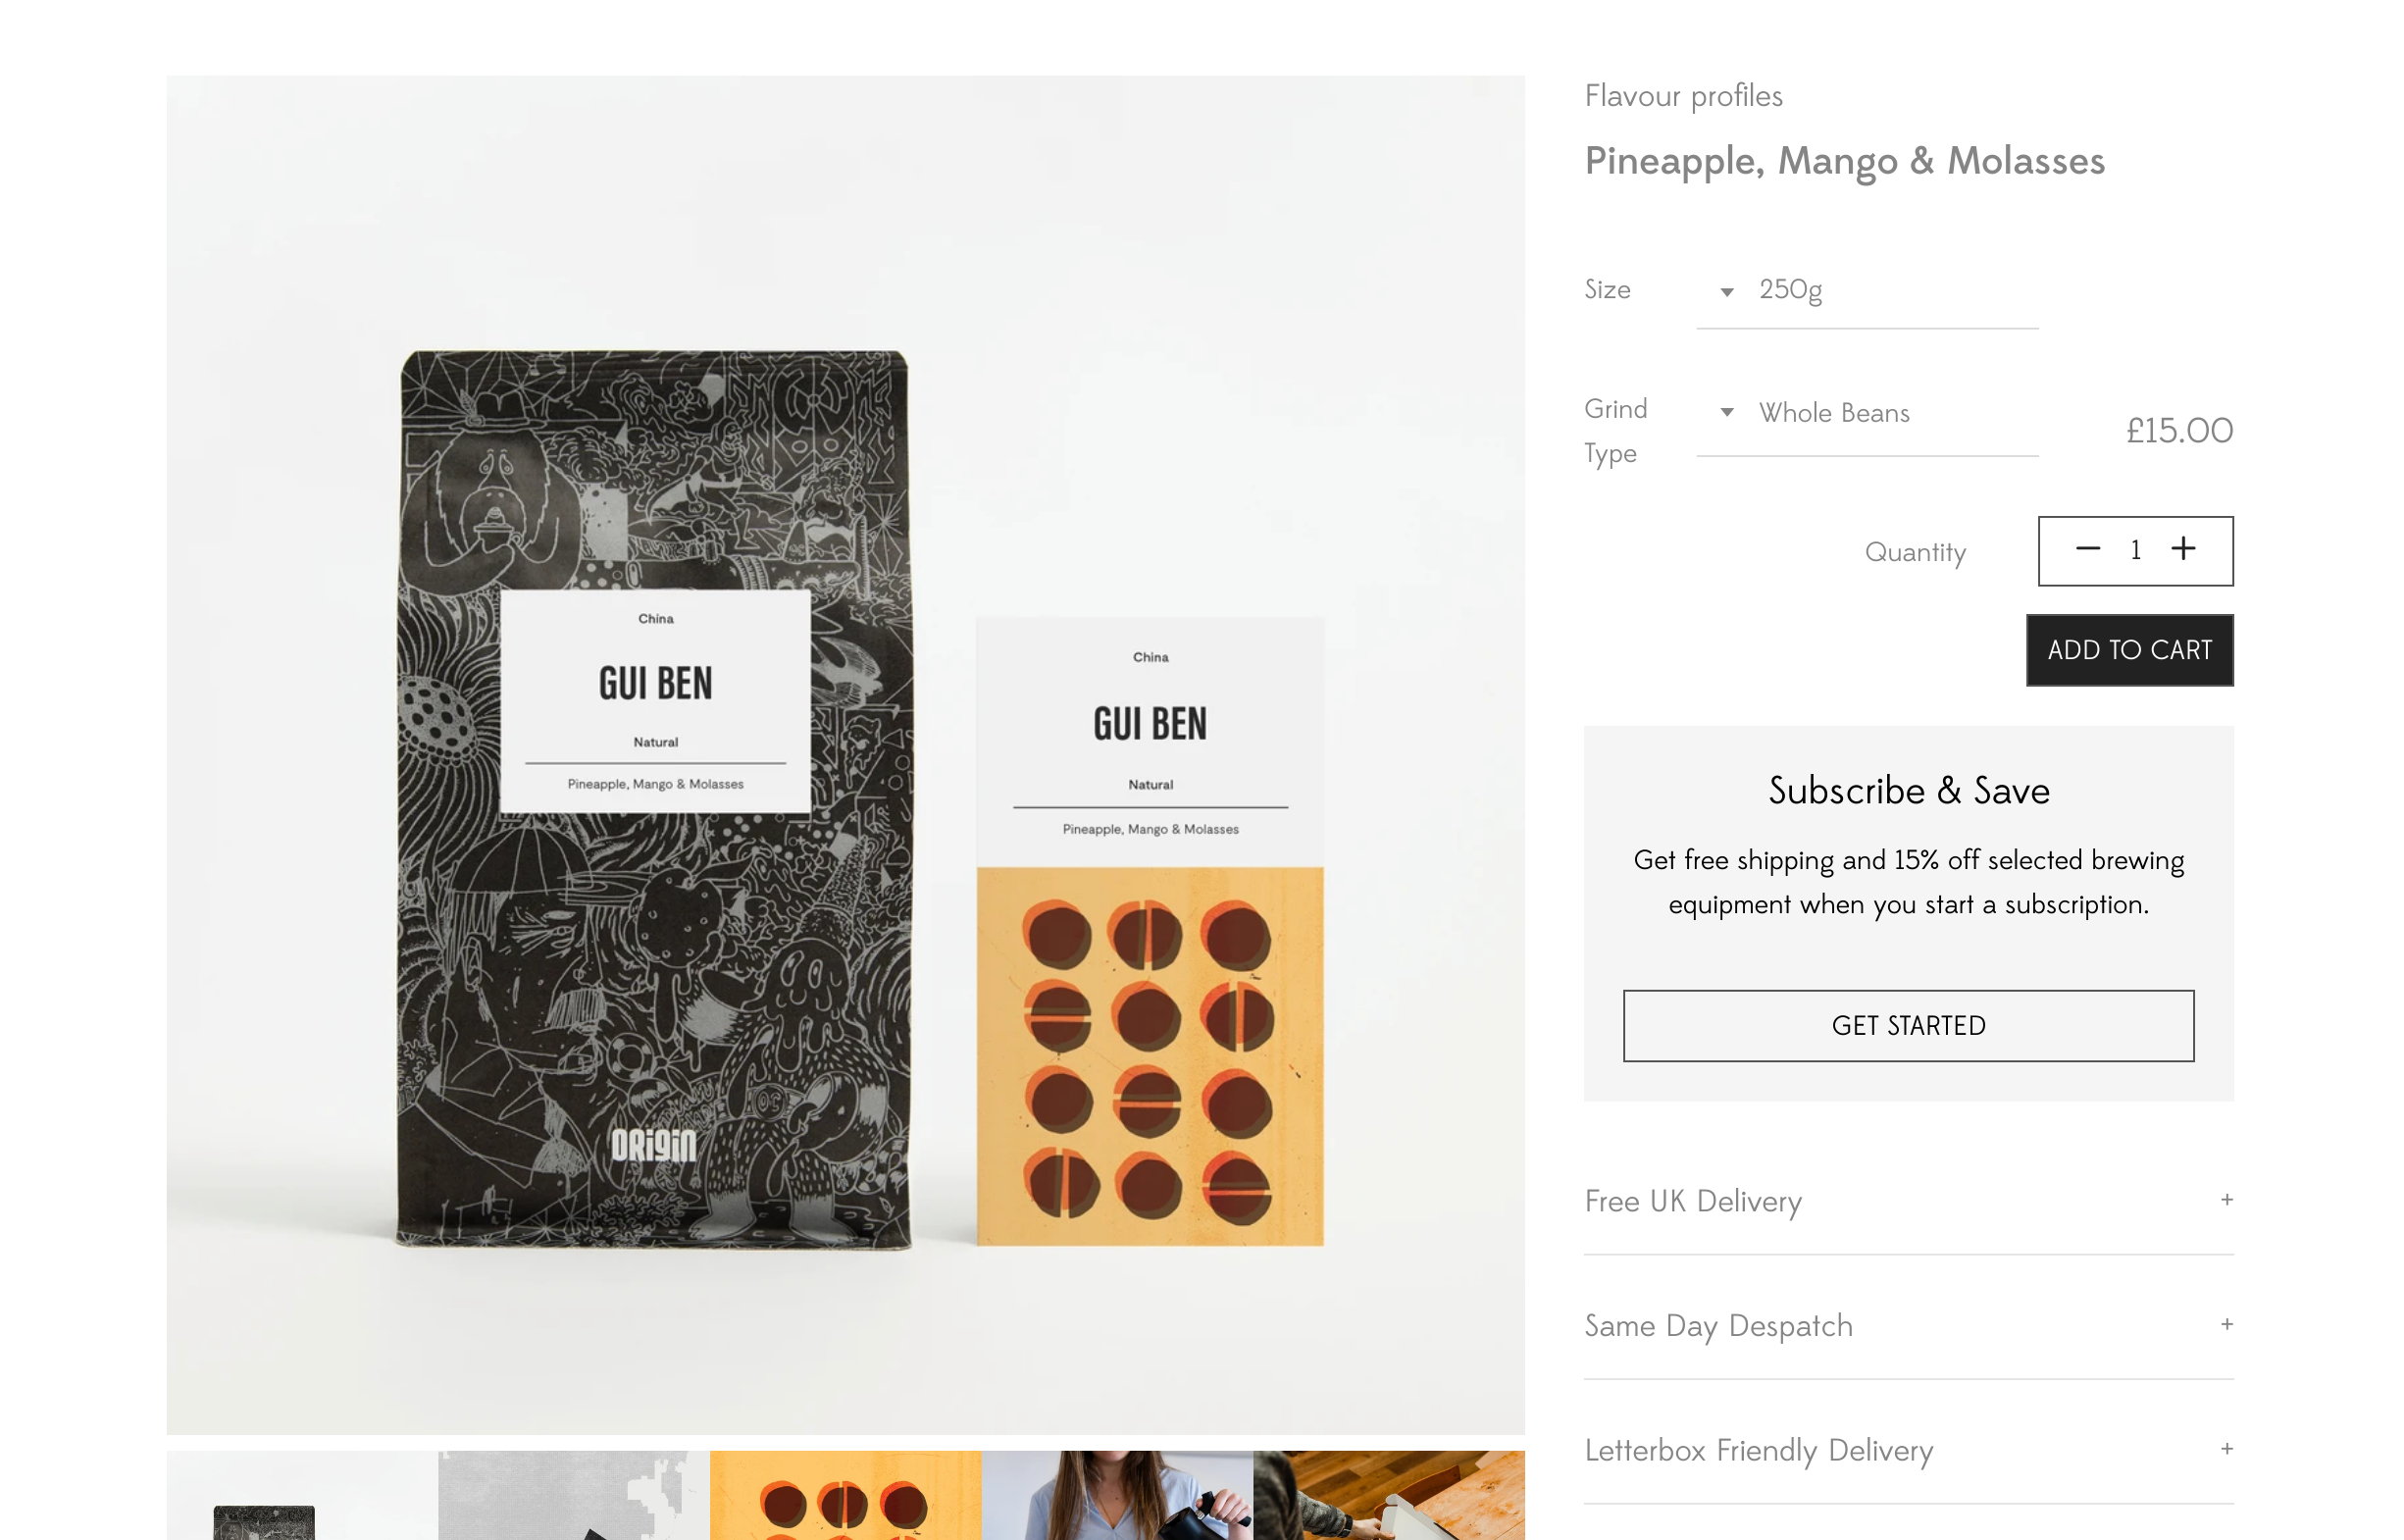 Flavour profiles
Pineapple, Mango & Molasses
Size
250g
Grind
Type
Whole Beans
£15.00
Quantity
1
ADD TO CART
Subscribe & Save
Get free shipping and 15% off selected brewing
equipment when you start a subscription.
GET STARTED
Free UK Delivery +
Same Day Despatch +
Letterbox Friendly Delivery +
China
GUI BEN
Natural
Pineapple, Mango & Molasses
OC
ORiGiN
China
GUI BEN
Natural
Pineapple, Mango & Molasses